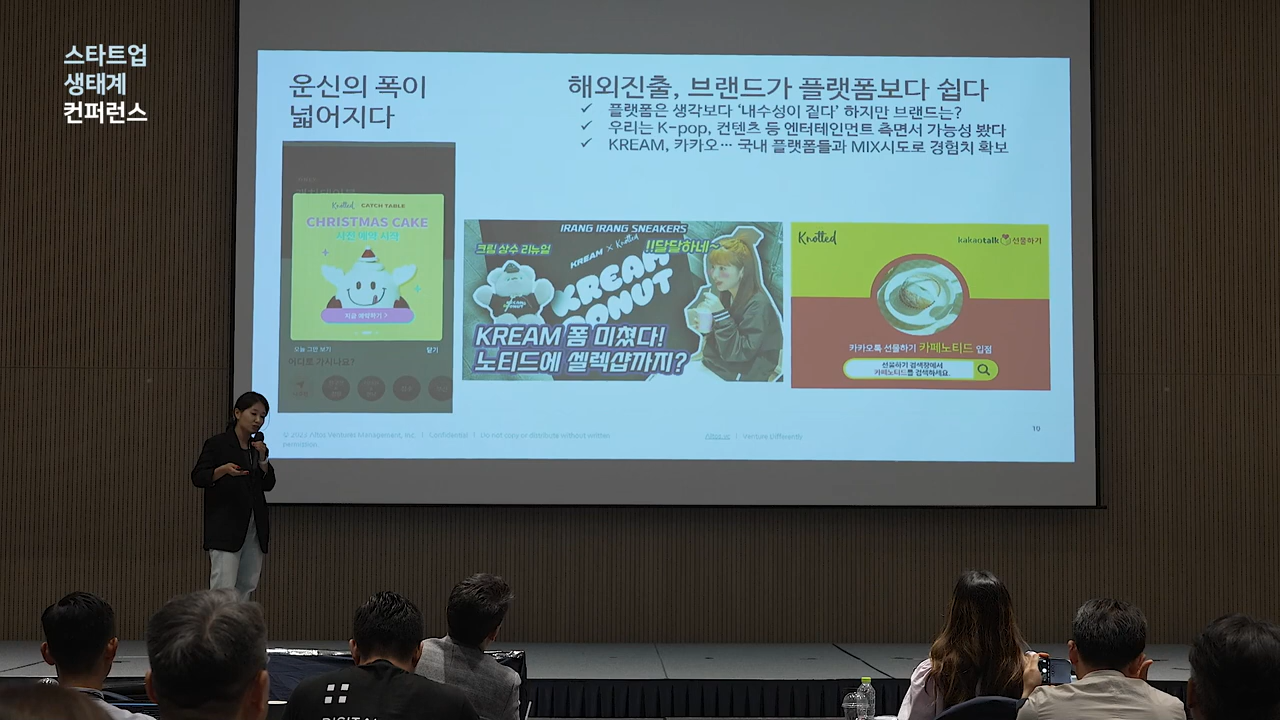 스타트업
생태계
컨퍼런스
운신의 폭이
넓어지다
해외진출, 브랜드가 플랫폼보다 쉽다
✓ 플랫폼은 생각보다 ‘내수성이 짙다’ 하지만 브랜드는?
✓ 우리는 K-pop, 컨텐츠 등 엔터테인먼트 측면서 가능성 봤다
✓ KREAM, 카카오… 국내 플랫폼들과 MIX시도로 경험치 확보
Knotted CATCH TABLE
CHRISTMAS CAKE
사전 예약 시작
지금 예약하기 >
오늘 그만 보기 닫기
어디로 가시나요?
IRANG IRANG SNEAKERS
크림 상수 리뉴얼
KREAM × Knotted
!!달달하네~
KREAM
DONUT
KREAM 폼 미쳤다!
노티드에 셀렉샵까지?
Knotted
kakaotalk 선물하기
카카오톡 선물하기 카페노티드 입점
선물하기 검색창에서
카페노티드를 검색하세요.
© 2022 Altos Ventures Management, Inc. | Confidential | Do not copy or distribute without written
permission.
Altos.vc | Venture Differently
19
DIGITAL